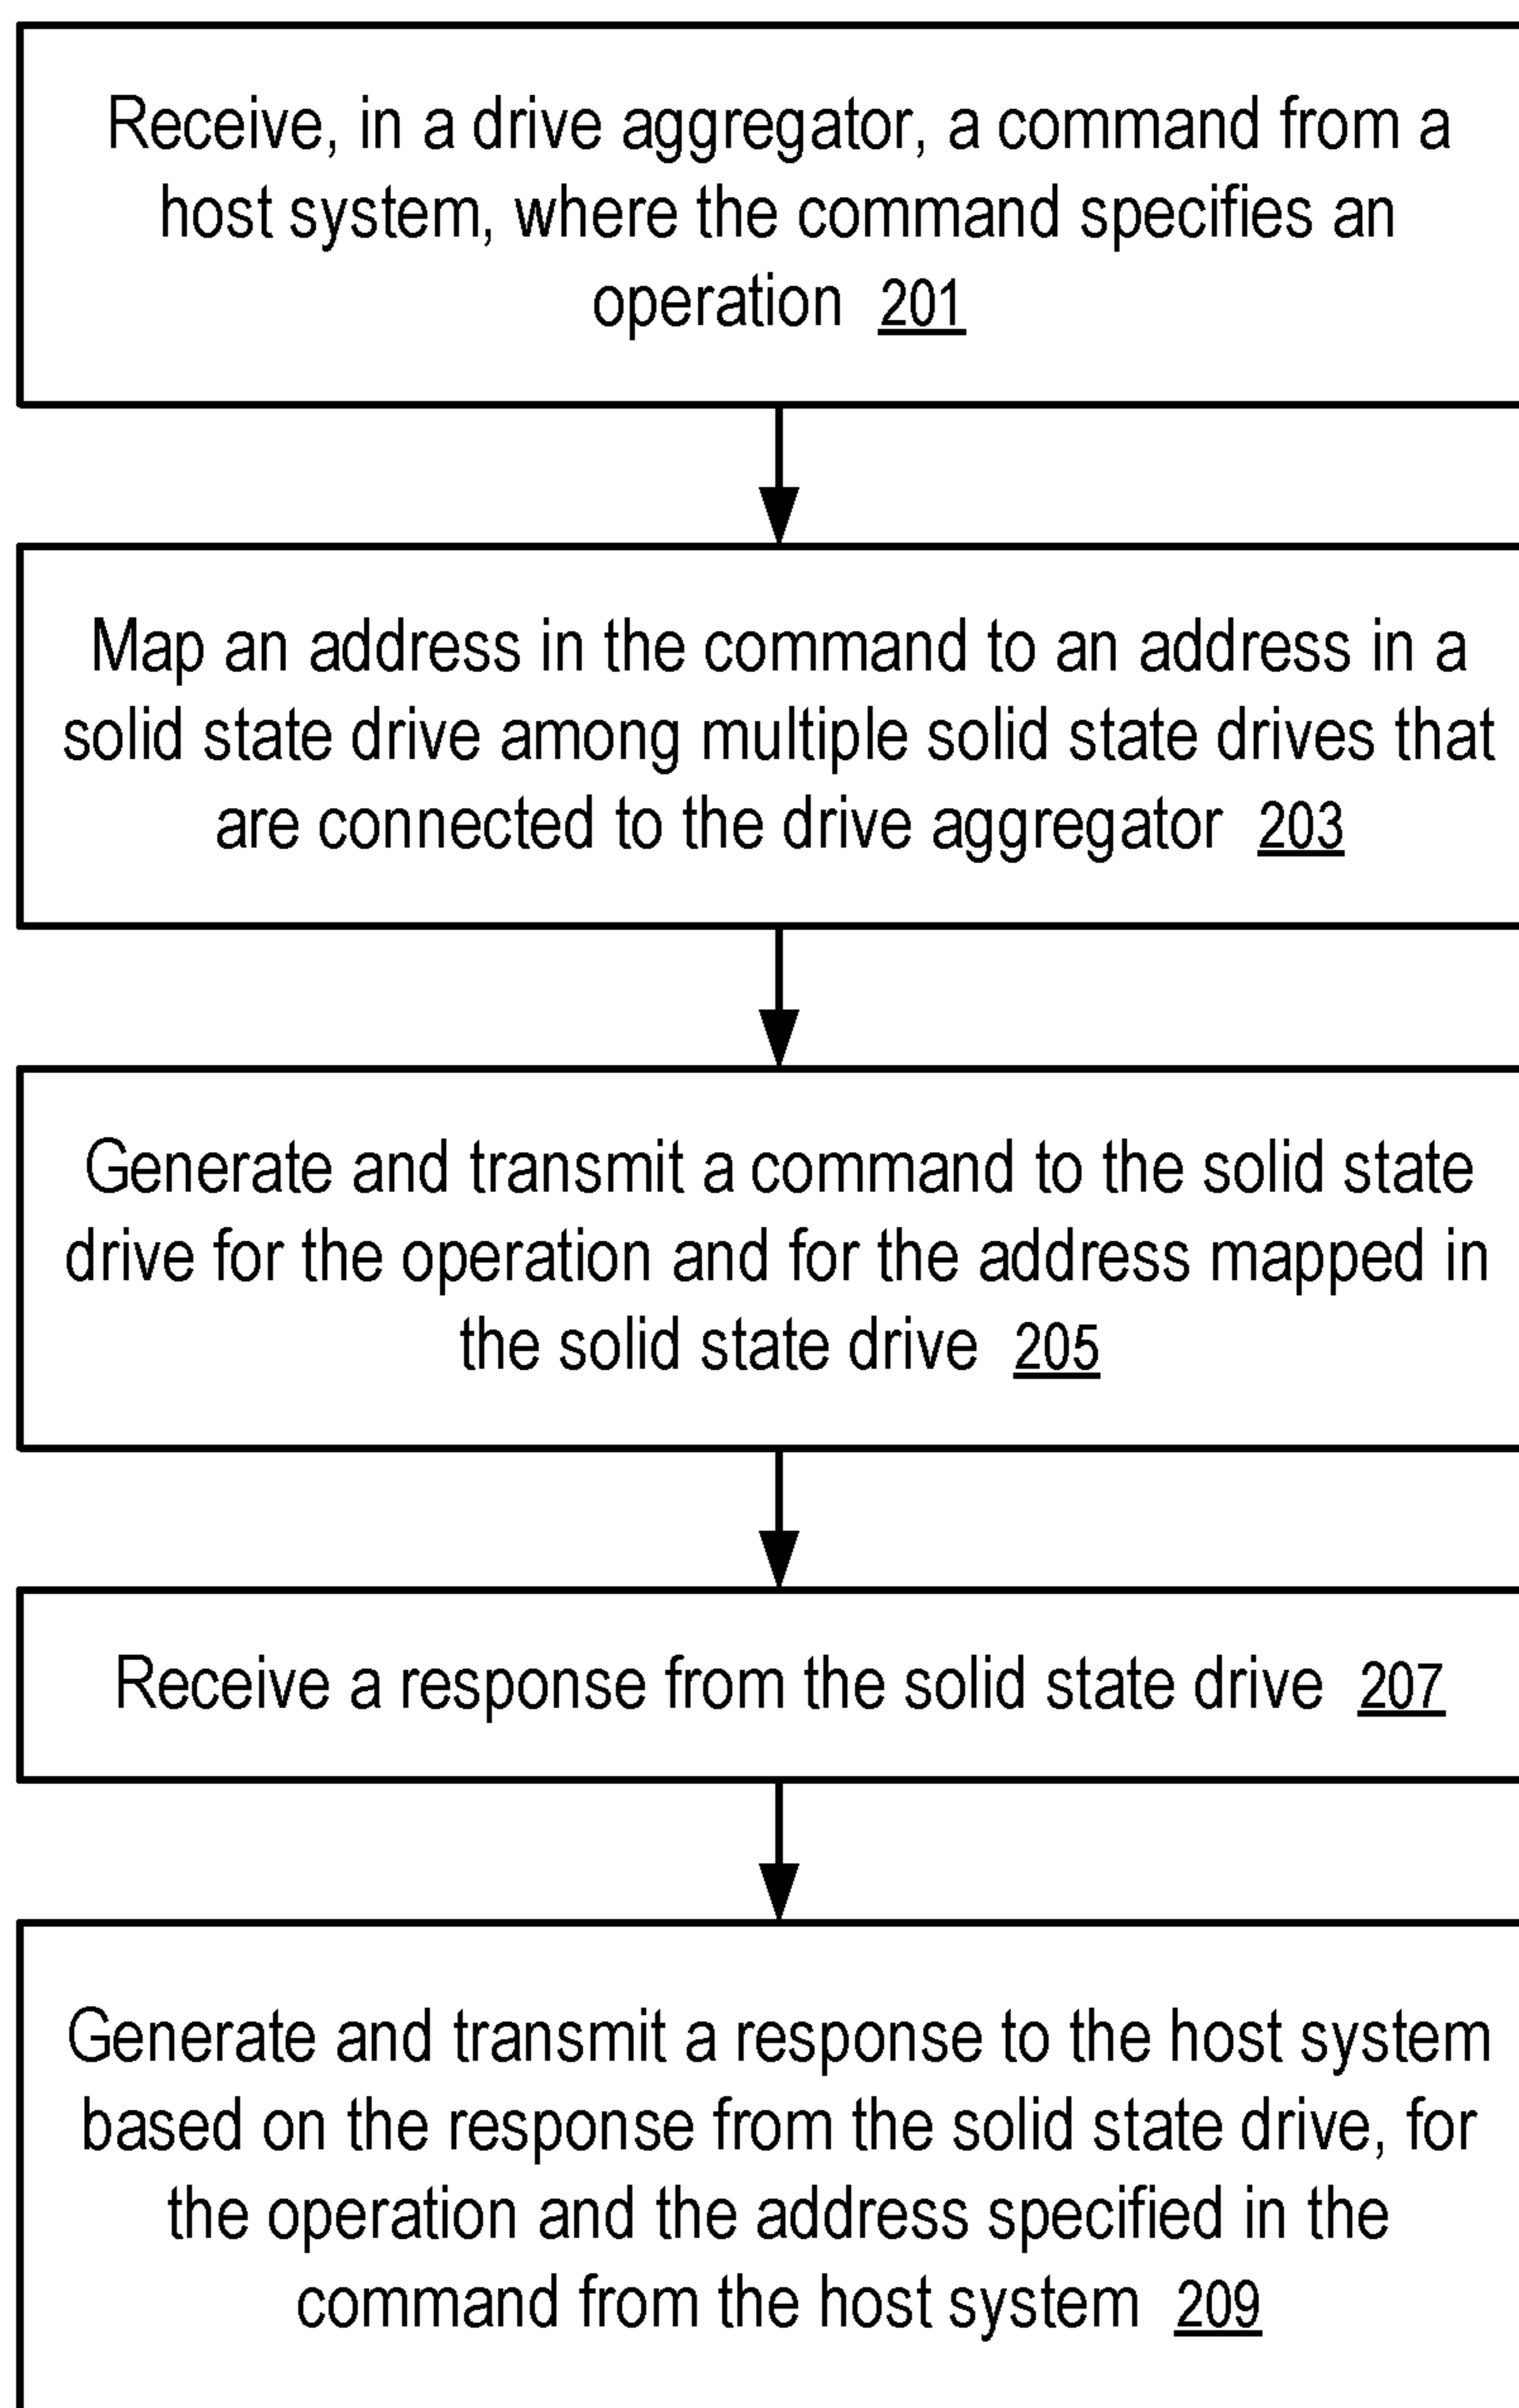 Receive, in a drive aggregator, a command from a
host system, where the command specifies an
operation 201
Map an address in the command to an address in a
solid state drive among multiple solid state drives that
are connected to the drive aggregator 203
Generate and transmit a command to the solid state
drive for the operation and for the address mapped in
the solid state drive 205
Receive a response from the solid state drive 207
Generate and transmit a response to the host system
based on the response from the solid state drive, for
the operation and the address specified in the
command from the host system 209